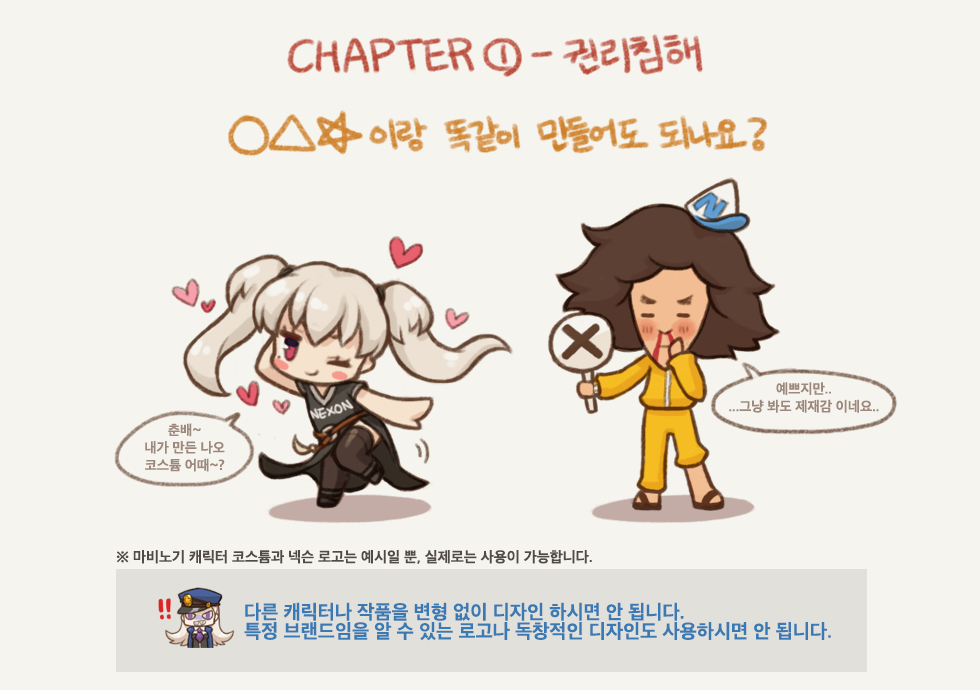 CHAPTER ① - 권리침해
○△☆이랑 똑같이 만들어도 되나요?
N
NEXON
춘배~
내가 만든 나오
코스튬 어때~?
예쁘지만..
...그냥 봐도 제재감 이네요..
※ 마비노기 캐릭터 코스튬과 넥슨 로고는 예시일 뿐, 실제로는 사용이 가능합니다.
!!
다른 캐릭터나 작품을 변형 없이 디자인 하시면 안 됩니다.
특정 브랜드임을 알 수 있는 로고나 독창적인 디자인도 사용하시면 안 됩니다.